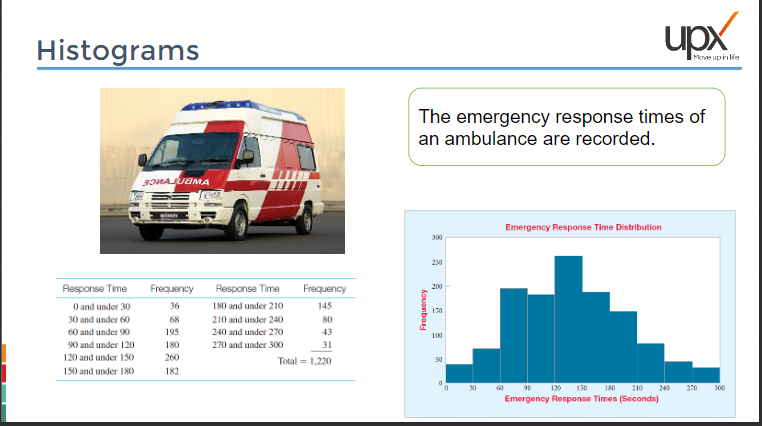 Histograms
upx
Move up in life
The emergency response times of
an ambulance are recorded.
AMBULANCE
Response Time Frequency Response Time Frequency
0 and under 30 36 180 and under 210 145
30 and under 60 68 210 and under 240 80
60 and under 90 195 240 and under 270 43
90 and under 120 180 270 and under 300 31
120 and under 150 260 Total = 1,220
150 and under 180 182
Emergency Response Time Distribution
Frequency
300
250
200
150
100
50
0
0 30 60 90 120 150 180 210 240 270 300
Emergency Response Times (Seconds)